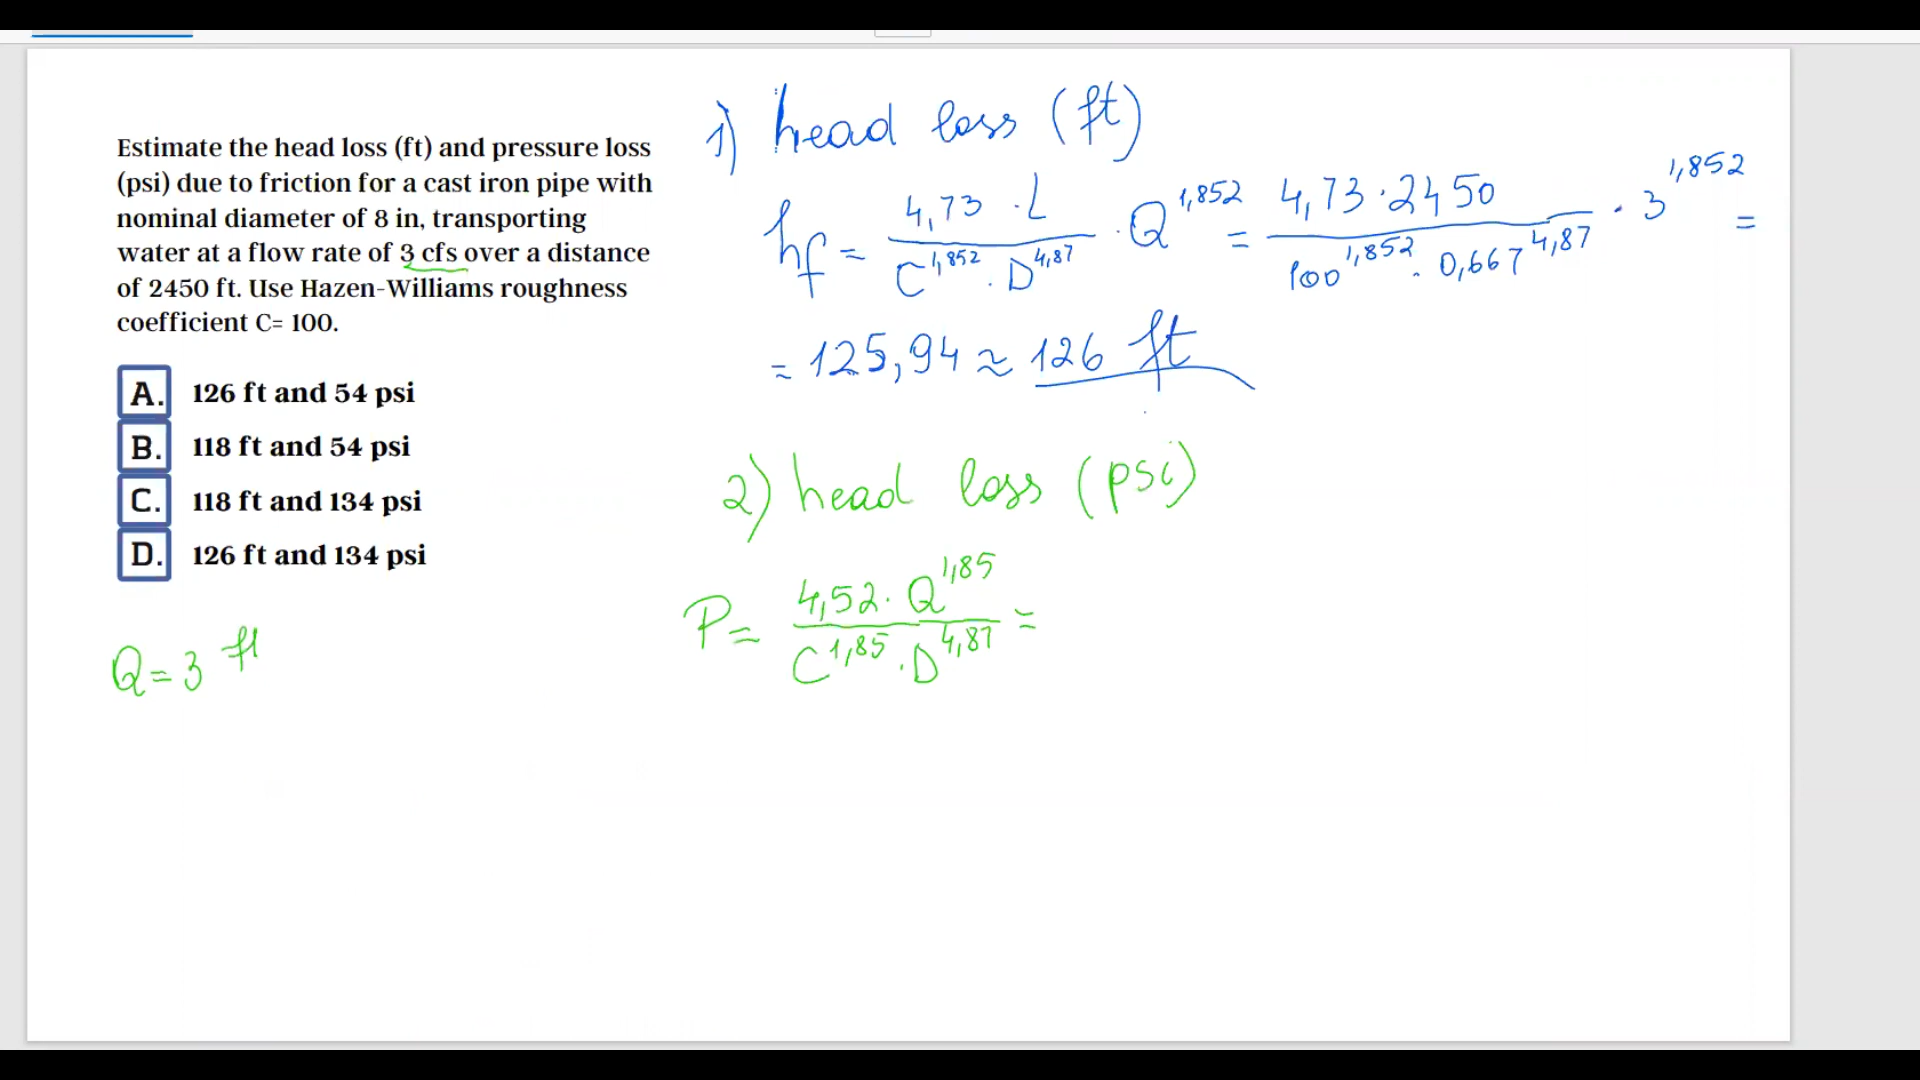 Estimate the head loss (ft) and pressure loss
(psi) due to friction for a cast iron pipe with
nominal diameter of 8 in, transporting
water at a flow rate of 3 cfs over a distance
of 2450 ft. Use Hazen-Williams roughness
coefficient C= 100.
A. 126 ft and 54 psi
B. 118 ft and 54 psi
C. 118 ft and 134 psi
D. 126 ft and 134 psi
Q = 3 ft
1) head loss (ft)
hf = 4,73 · L / C^1,852 · D^4,87 · Q^1,852 = 4,73 · 2450 / 100^1,852 · 0,667^4,87 · 3^1,852 =
= 125,94 ≈ 126 ft
2) head loss (psi)
P = 4,52 · Q^1,85 / C^1,85 · D^4,87 =